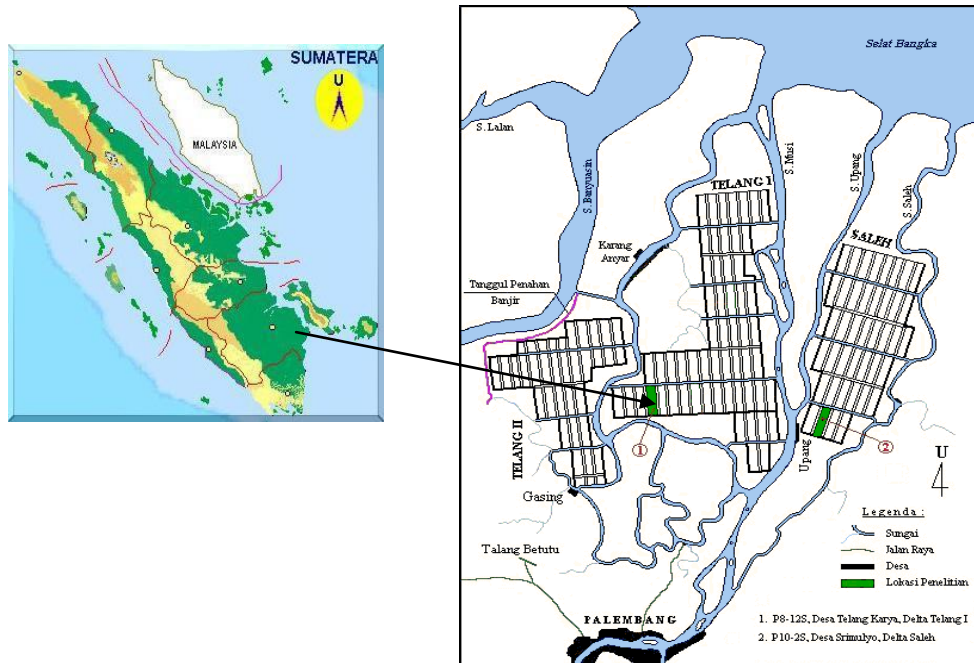 SUMATERA
U
MALAYSIA
Selat Bangka
S. Lalan
S. Banyuasin
S. Musi
S. Upang
S. Saleh
TELANG I
SALEH
Karang
Anyar
Tanggul Penahan
Banjir
TELANG II
1
2
Upang
U
Gasing
Legenda :
Sungai
Jalan Raya
Desa
Lokasi Penelitian
Talang Betutu
PALEMBANG
1. P8-12S, Desa Telang Karya, Delta Telang I
2. P10-2S, Desa Srimulyo, Delta Saleh